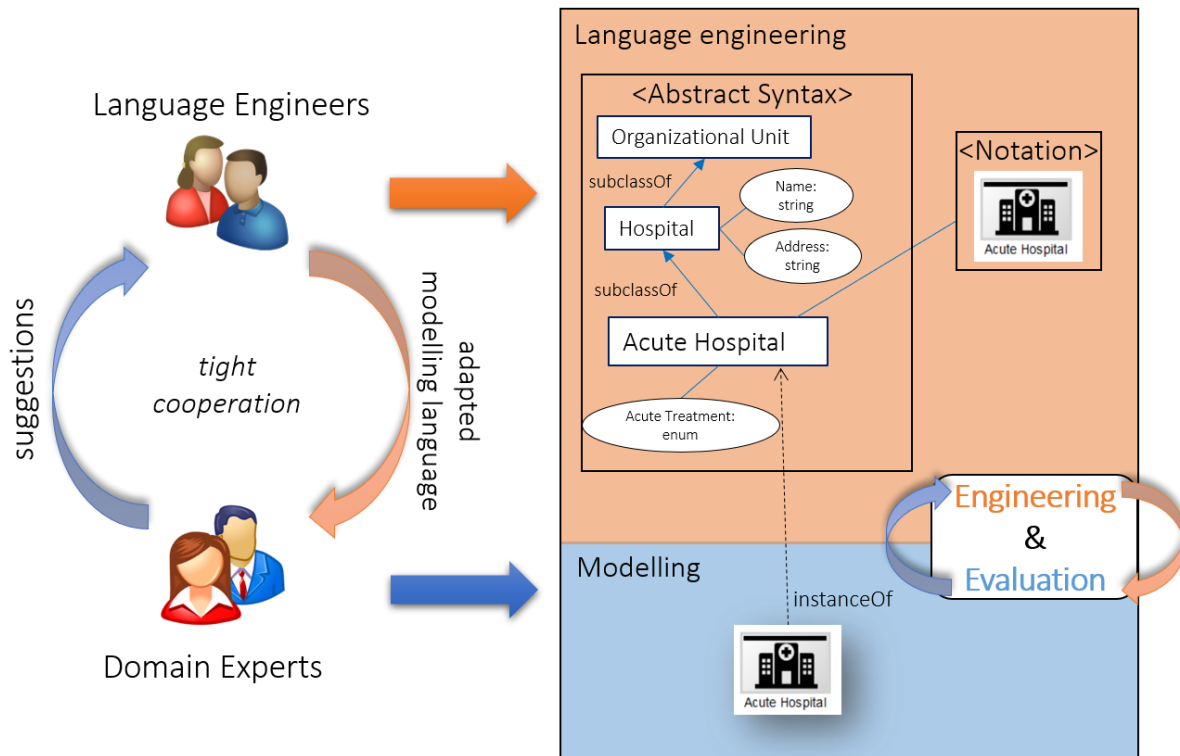 Language Engineers
suggestions
tight
cooperation
adapted
modelling language
Domain Experts
Language engineering
<Abstract Syntax>
Organizational Unit
subclassOf
Name:
string
Hospital
Address:
string
subclassOf
Acute Hospital
Acute Treatment:
enum
<Notation>
Acute Hospital
Engineering
&
Evaluation
Modelling
instanceOf
Acute Hospital